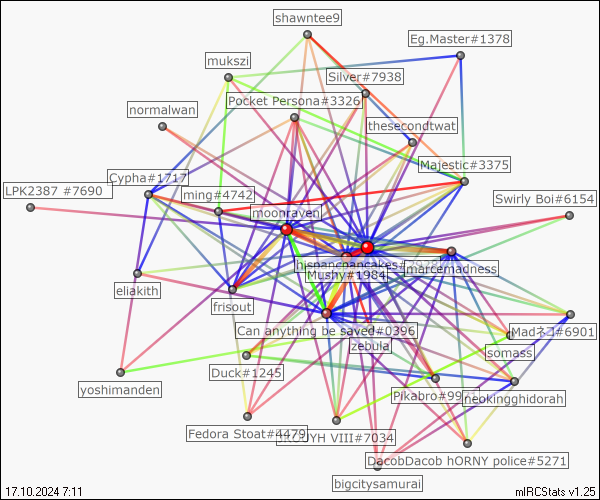 shawntee9
Eg.Master#1378
mukszi
Silver#7938
Pocket Persona#3326
normalwan
thesecondtwat
Majestic#3375
Cypha#1717
LPK2387 #7690
ming#4742
Swirly Boi#6154
moonraven
marcemadness
Mushy#1984
eliakith
frisout
Can anything be saved#0396
Madネコ#6901
zebula
somass
Duck#1245
yoshimanden
Pikabro#99
neokingghidorah
Fedora Stoat#4479
VIII#7034
DacobDacob hORNY police#5271
bigcitysamurai
17.10.2024 7:11
mIRCStats v1.25